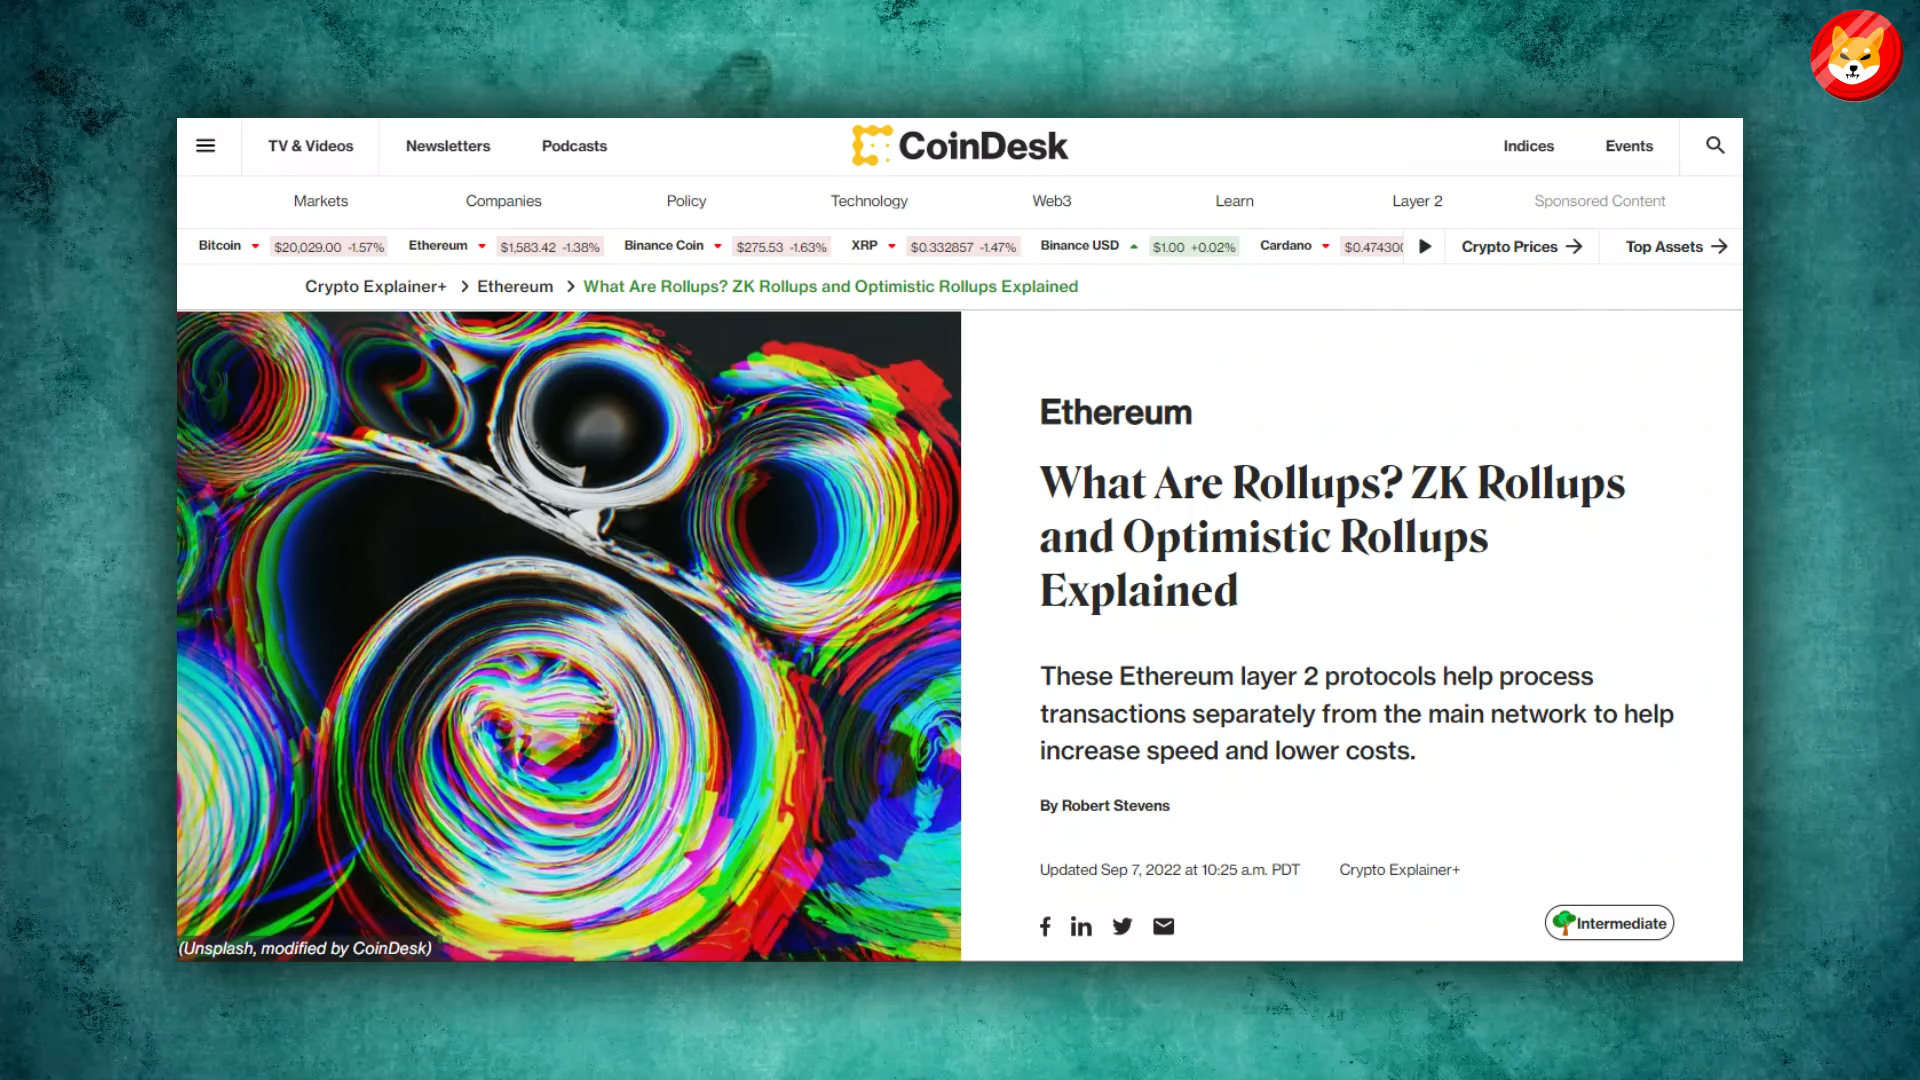 TV & Videos Newsletters Podcasts CoinDesk Indices Events
Markets Companies Policy Technology Web3 Learn Layer 2 Sponsored Content
Bitcoin $20,029.00 -1.57% Ethereum $1,583.42 -1.38% Binance Coin $275.53 -1.63% XRP $0.332857 -1.47% Binance USD $1.00 +0.02% Cardano Crypto Prices Top Assets
Crypto Explainer+ Ethereum What Are Rollups? ZK Rollups and Optimistic Rollups Explained
Ethereum
What Are Rollups? ZK Rollups
and Optimistic Rollups
Explained
These Ethereum layer 2 protocols help process
transactions separately from the main network to help
increase speed and lower costs.
By Robert Stevens
Updated Sep 7, 2022 at 10:25 a.m. PDT Crypto Explainer+
Intermediate
(Unsplash, modified by CoinDesk)